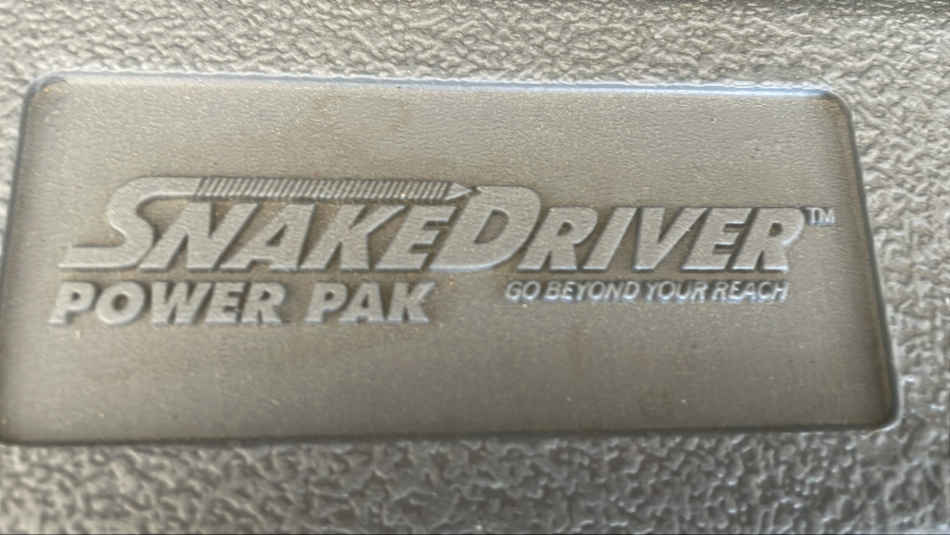 SNAKEDRIVER™
POWER PAK
GO BEYOND YOUR REACH